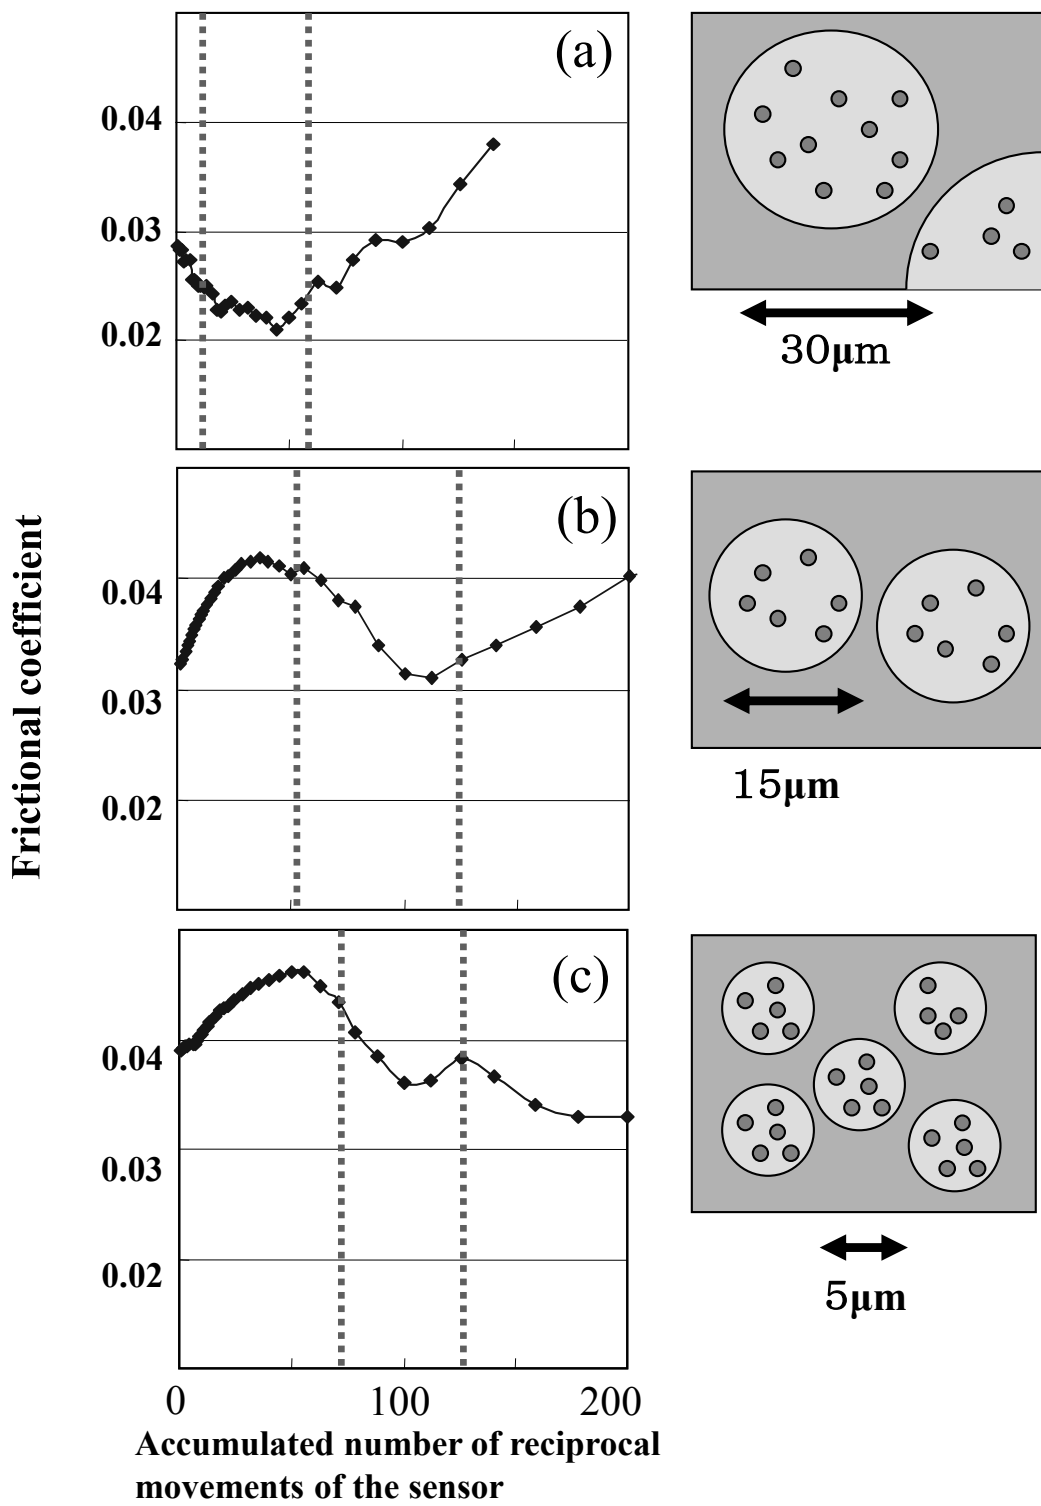 (a)
0.04
0.03
0.02
30μm
Frictional coefficient
(b)
0.04
0.03
0.02
15μm
(c)
0.04
0.03
0.02
5μm
0 100 200
Accumulated number of reciprocal
movements of the sensor